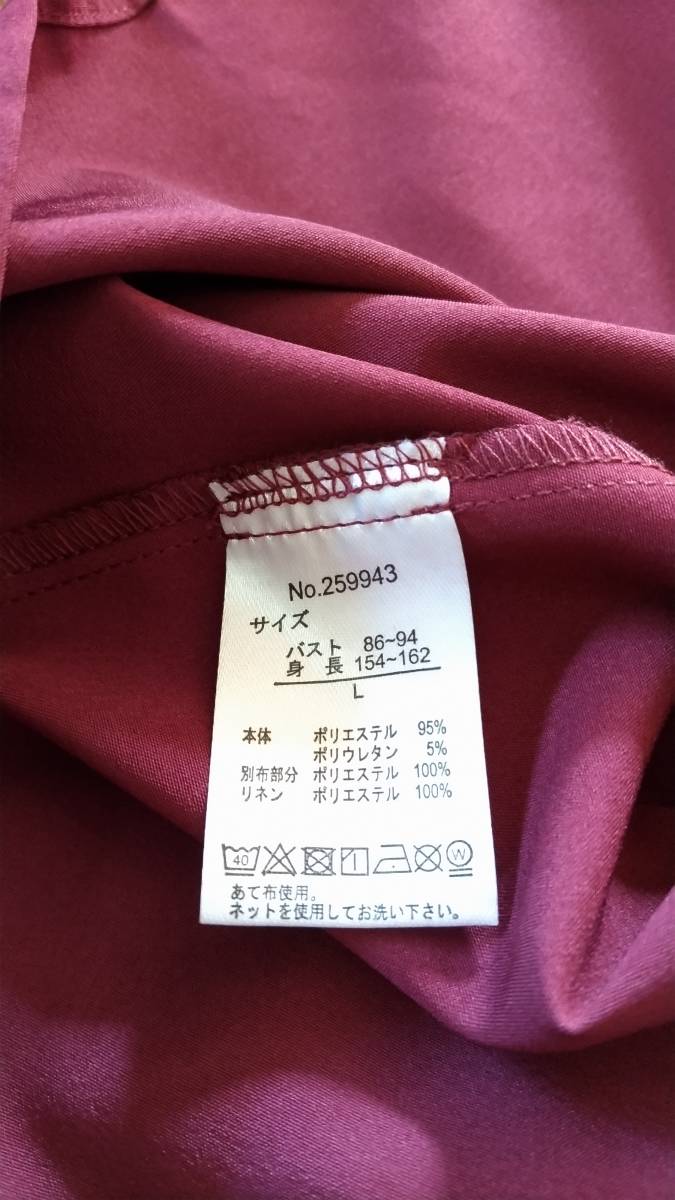 No.259943
サイズ
バスト 86~94
身 長 154~162
L
本体 ポリエステル 95%
ポリウレタン 5%
別布部分 ポリエステル 100%
リネン ポリエステル 100%
40 W
あて布使用。
ネットを使用してお洗い下さい。